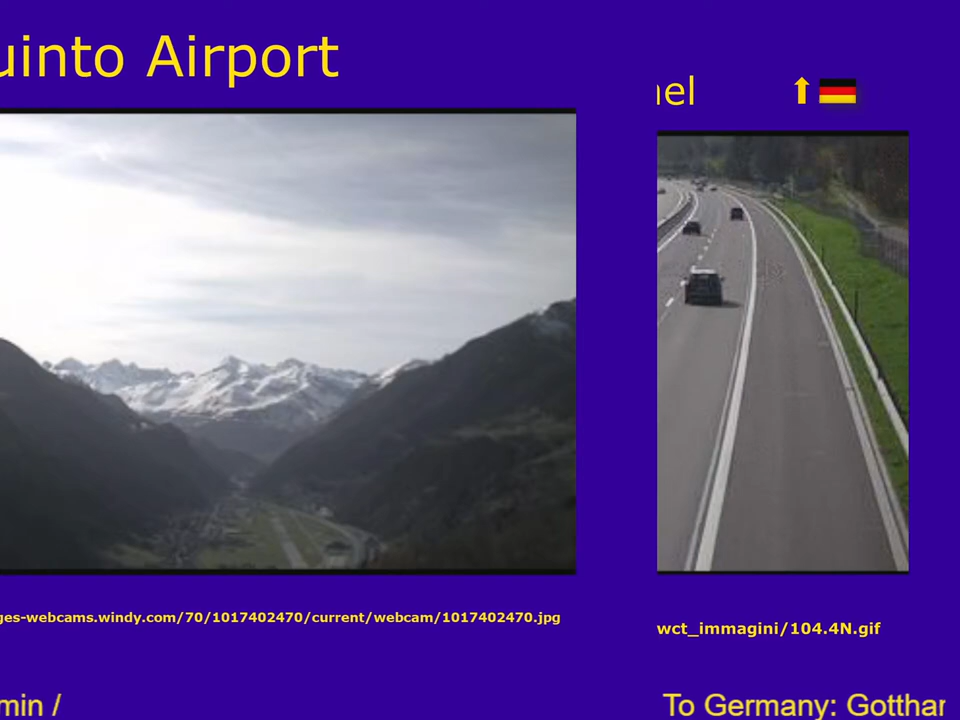 uinto Airport
nel
ges-webcams.windy.com/70/1017402470/current/webcam/1017402470.jpg
wct_immagini/104.4N.gif
min /
To Germany: Gotthar